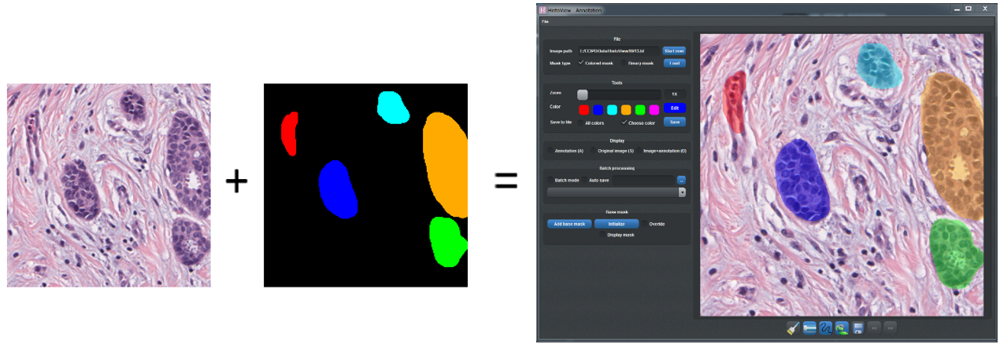 +
=
HistoView - Annotation
File
File
Image path
Start over
Mask type Colored mask Binary mask Load
Tools
Zoom 1X
Color Edit
Save to file All colors Choose color Save
Display
Annotation (A) Original image (S) Image+annotation (D)
Batch processing
Batch mode Auto save ...
Base mask
Add base mask Initialize Override
Display mask